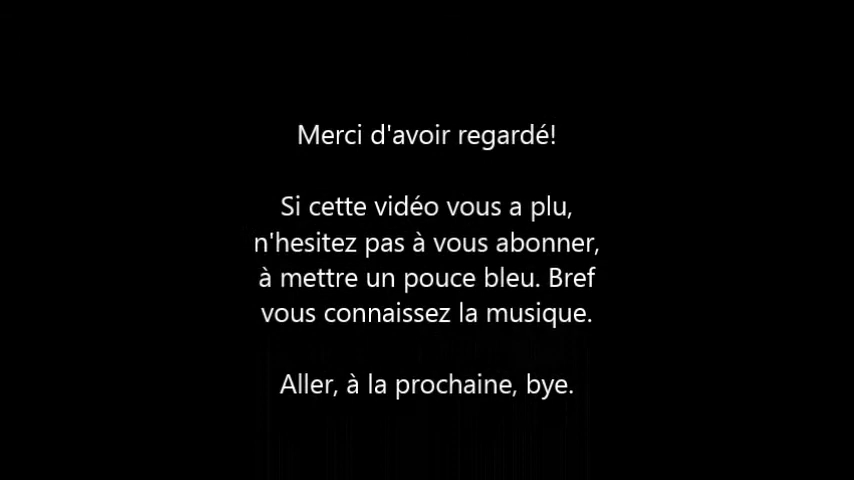 Merci d'avoir regardé!
Si cette vidéo vous a plu,
n'hesitez pas à vous abonner,
à mettre un pouce bleu. Bref
vous connaissez la musique.
Aller, à la prochaine, bye.